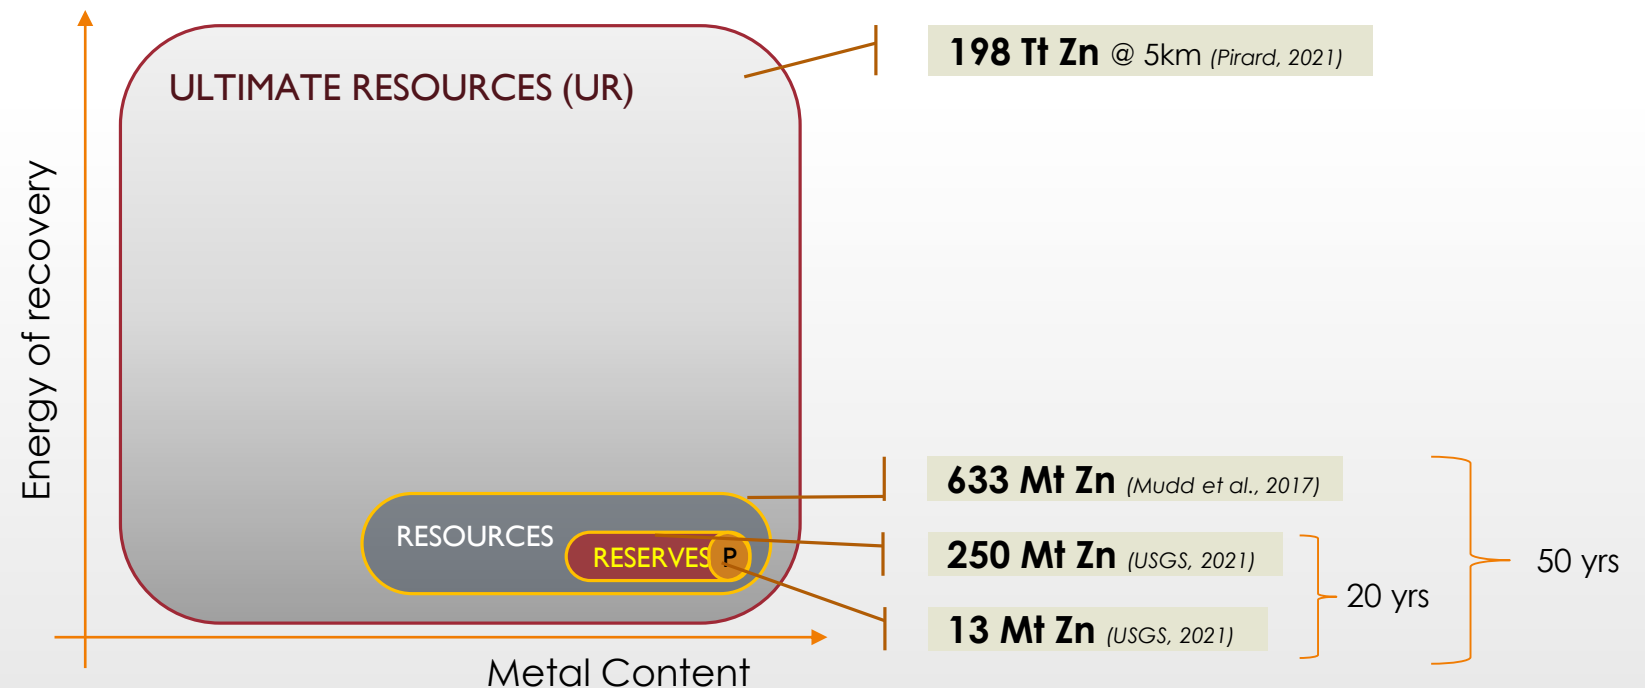 ULTIMATE RESOURCES (UR)
198 Tt Zn @ 5km (Pirard, 2021)
Energy of recovery
633 Mt Zn (Mudd et al., 2017)
RESOURCES
RESERVES P
250 Mt Zn (USGS, 2021)
50 yrs
20 yrs
13 Mt Zn (USGS, 2021)
Metal Content